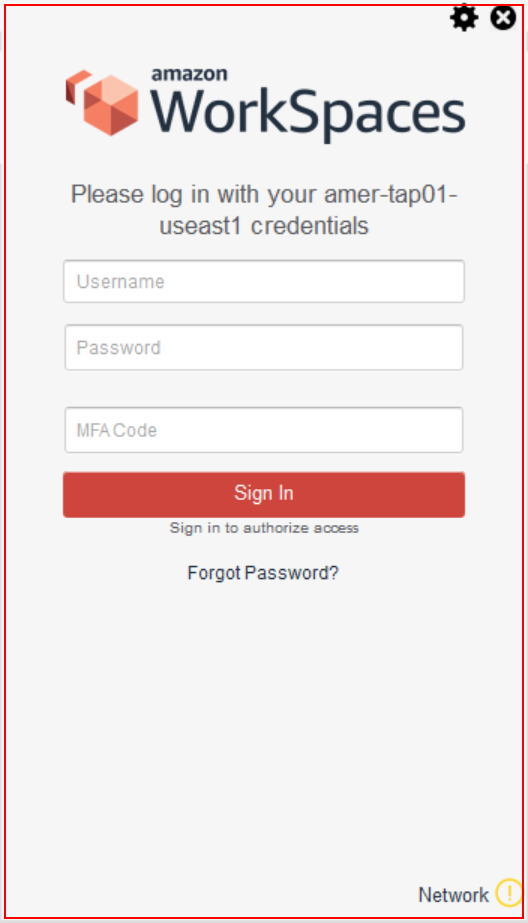 amazon
WorkSpaces
Please log in with your amer-tap01-
useast1 credentials
Username
Password
MFA Code
Sign In
Sign in to authorize access
Forgot Password?
Network